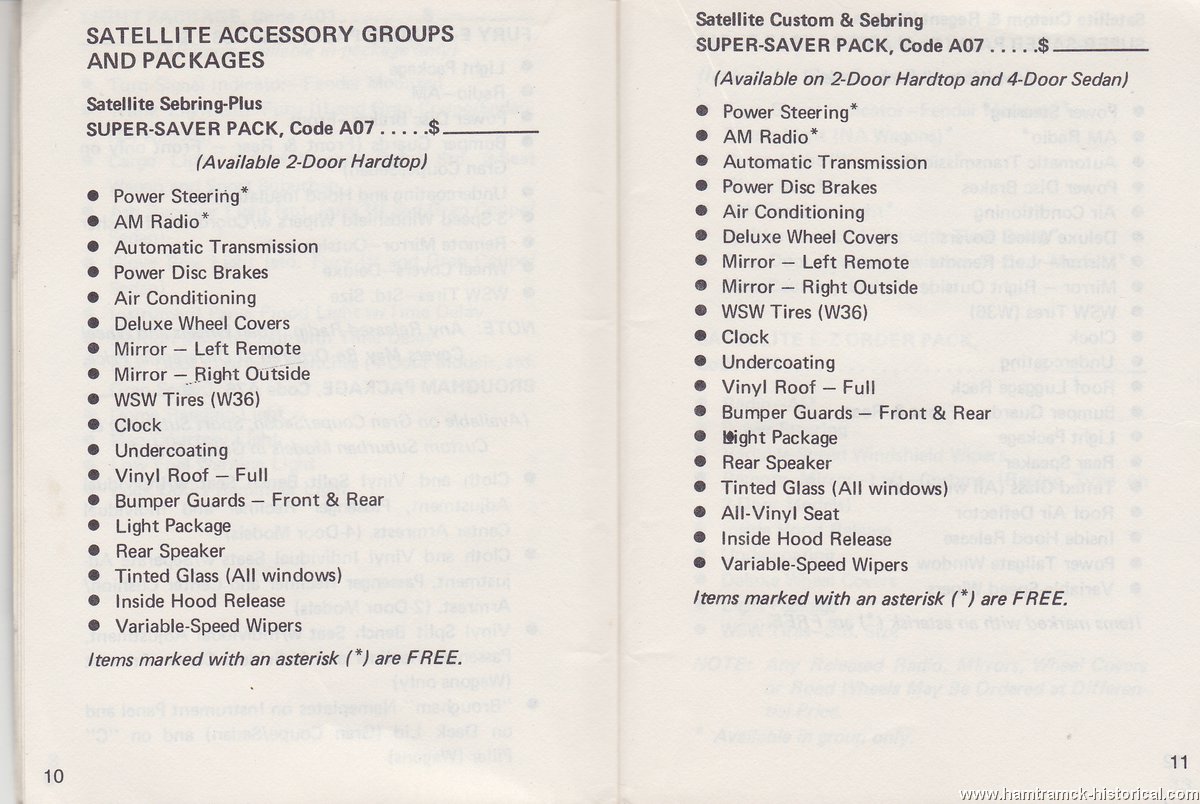 SATELLITE ACCESSORY GROUPS
AND PACKAGES
Satellite Sebring-Plus
SUPER-SAVER PACK, Code A07 . . . . .$
(Available 2-Door Hardtop)
● Power Steering*
● AM Radio*
● Automatic Transmission
● Power Disc Brakes
● Air Conditioning
● Deluxe Wheel Covers
● Mirror – Left Remote
● Mirror – Right Outside
● WSW Tires (W36)
● Clock
● Undercoating
● Vinyl Roof – Full
● Bumper Guards – Front & Rear
● Light Package
● Rear Speaker
● Tinted Glass (All windows)
● Inside Hood Release
● Variable-Speed Wipers
Items marked with an asterisk (*) are FREE.
10
Satellite Custom & Sebring
SUPER-SAVER PACK, Code A07 . . . . .$
(Available on 2-Door Hardtop and 4-Door Sedan)
● Power Steering*
● AM Radio*
● Automatic Transmission
● Power Disc Brakes
● Air Conditioning
● Deluxe Wheel Covers
● Mirror – Left Remote
● Mirror – Right Outside
● WSW Tires (W36)
● Clock
● Undercoating
● Vinyl Roof – Full
● Bumper Guards – Front & Rear
● Light Package
● Rear Speaker
● Tinted Glass (All windows)
● All-Vinyl Seat
● Inside Hood Release
● Variable-Speed Wipers
Items marked with an asterisk (*) are FREE.
11
www.hamtramck-historical.com